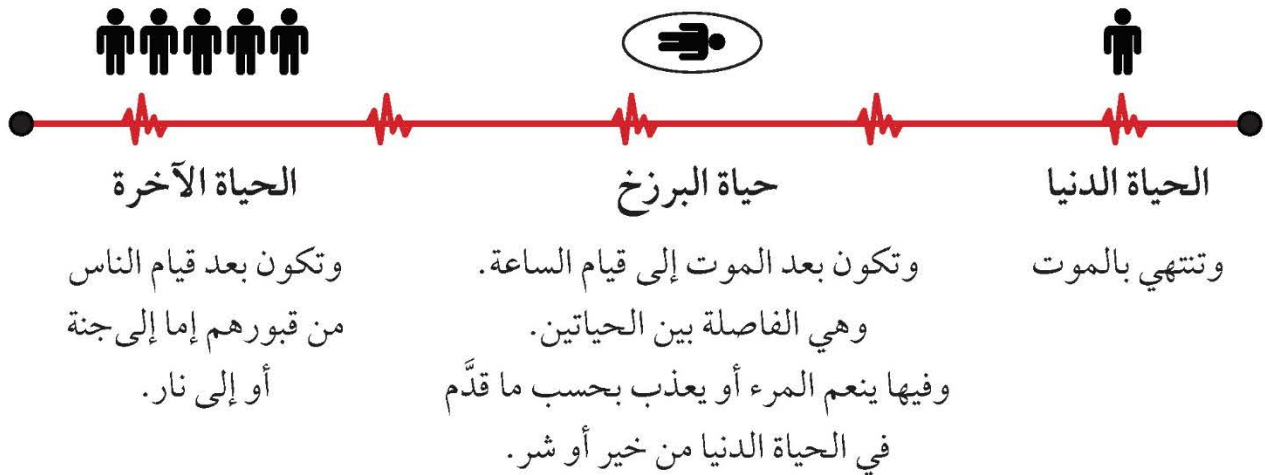 الحياة الدنيا
وتنتهي بالموت
حياة البرزخ
وتكون بعد الموت إلى قيام الساعة.
وهي الفاصلة بين الحياتين.
وفيها ينعم المرء أو يعذب بحسب ما قدَّم
في الحياة الدنيا من خير أو شر.
الحياة الآخرة
وتكون بعد قيام الناس
من قبورهم إما إلى جنة
أو إلى نار.